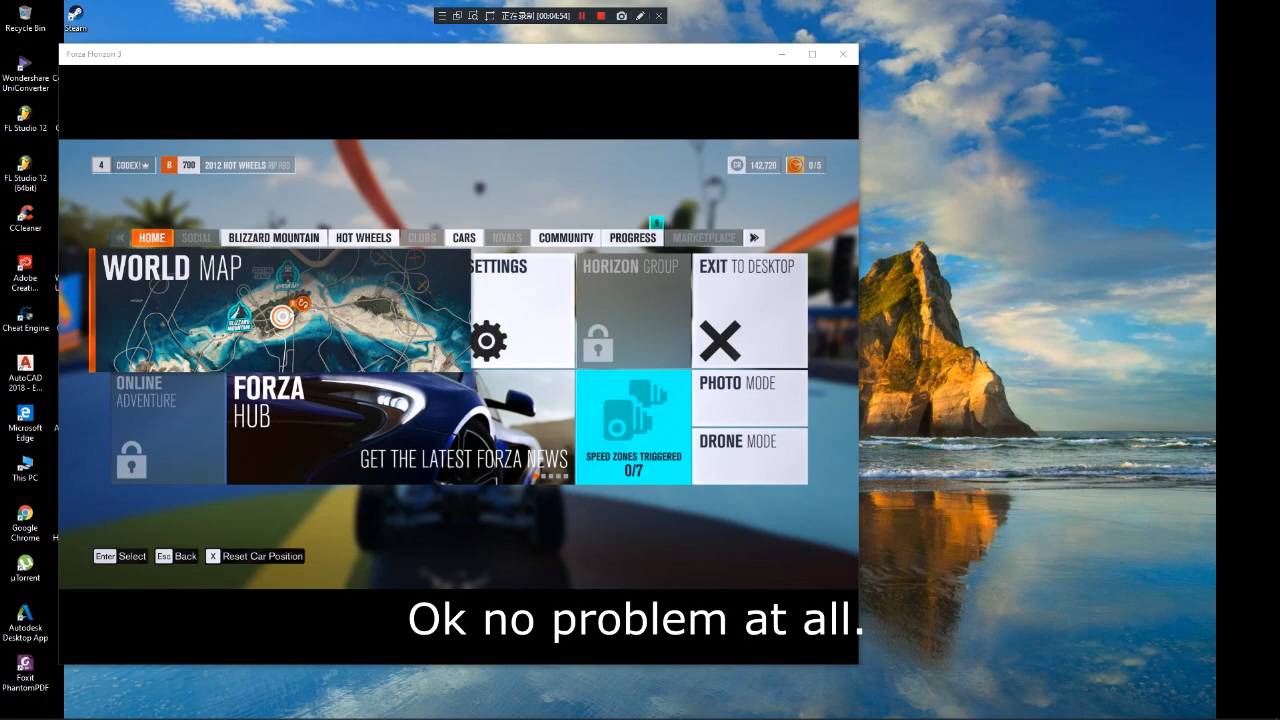 Recycle Bin
Steam
正在录制 [00:04:54]
Forza Horizon 3
Wondershare
UniConverter
FL Studio 12
FL Studio 12
(64bit)
CCleaner
Adobe
Creati...
Cheat Engine
AutoCAD
2018 - E...
Microsoft
Edge
This PC
Google
Chrome
µTorrent
Autodesk
Desktop App
Foxit
PhantomPDF
4 CODEX! B 700 2012 HOT WHEELS RIP ROD
CR 142,720 0/5
6
HOME SOCIAL BLIZZARD MOUNTAIN HOT WHEELS CLUBS CARS RIVALS COMMUNITY PROGRESS MARKETPLACE
WORLD MAP
BLIZZARD
MOUNTAIN
SETTINGS
HORIZON GROUP
EXIT TO DESKTOP
ONLINE
ADVENTURE
FORZA
HUB
GET THE LATEST FORZA NEWS
SPEED ZONES TRIGGERED
0/7
PHOTO MODE
DRONE MODE
Enter Select Esc Back X Reset Car Position
Ok no problem at all.